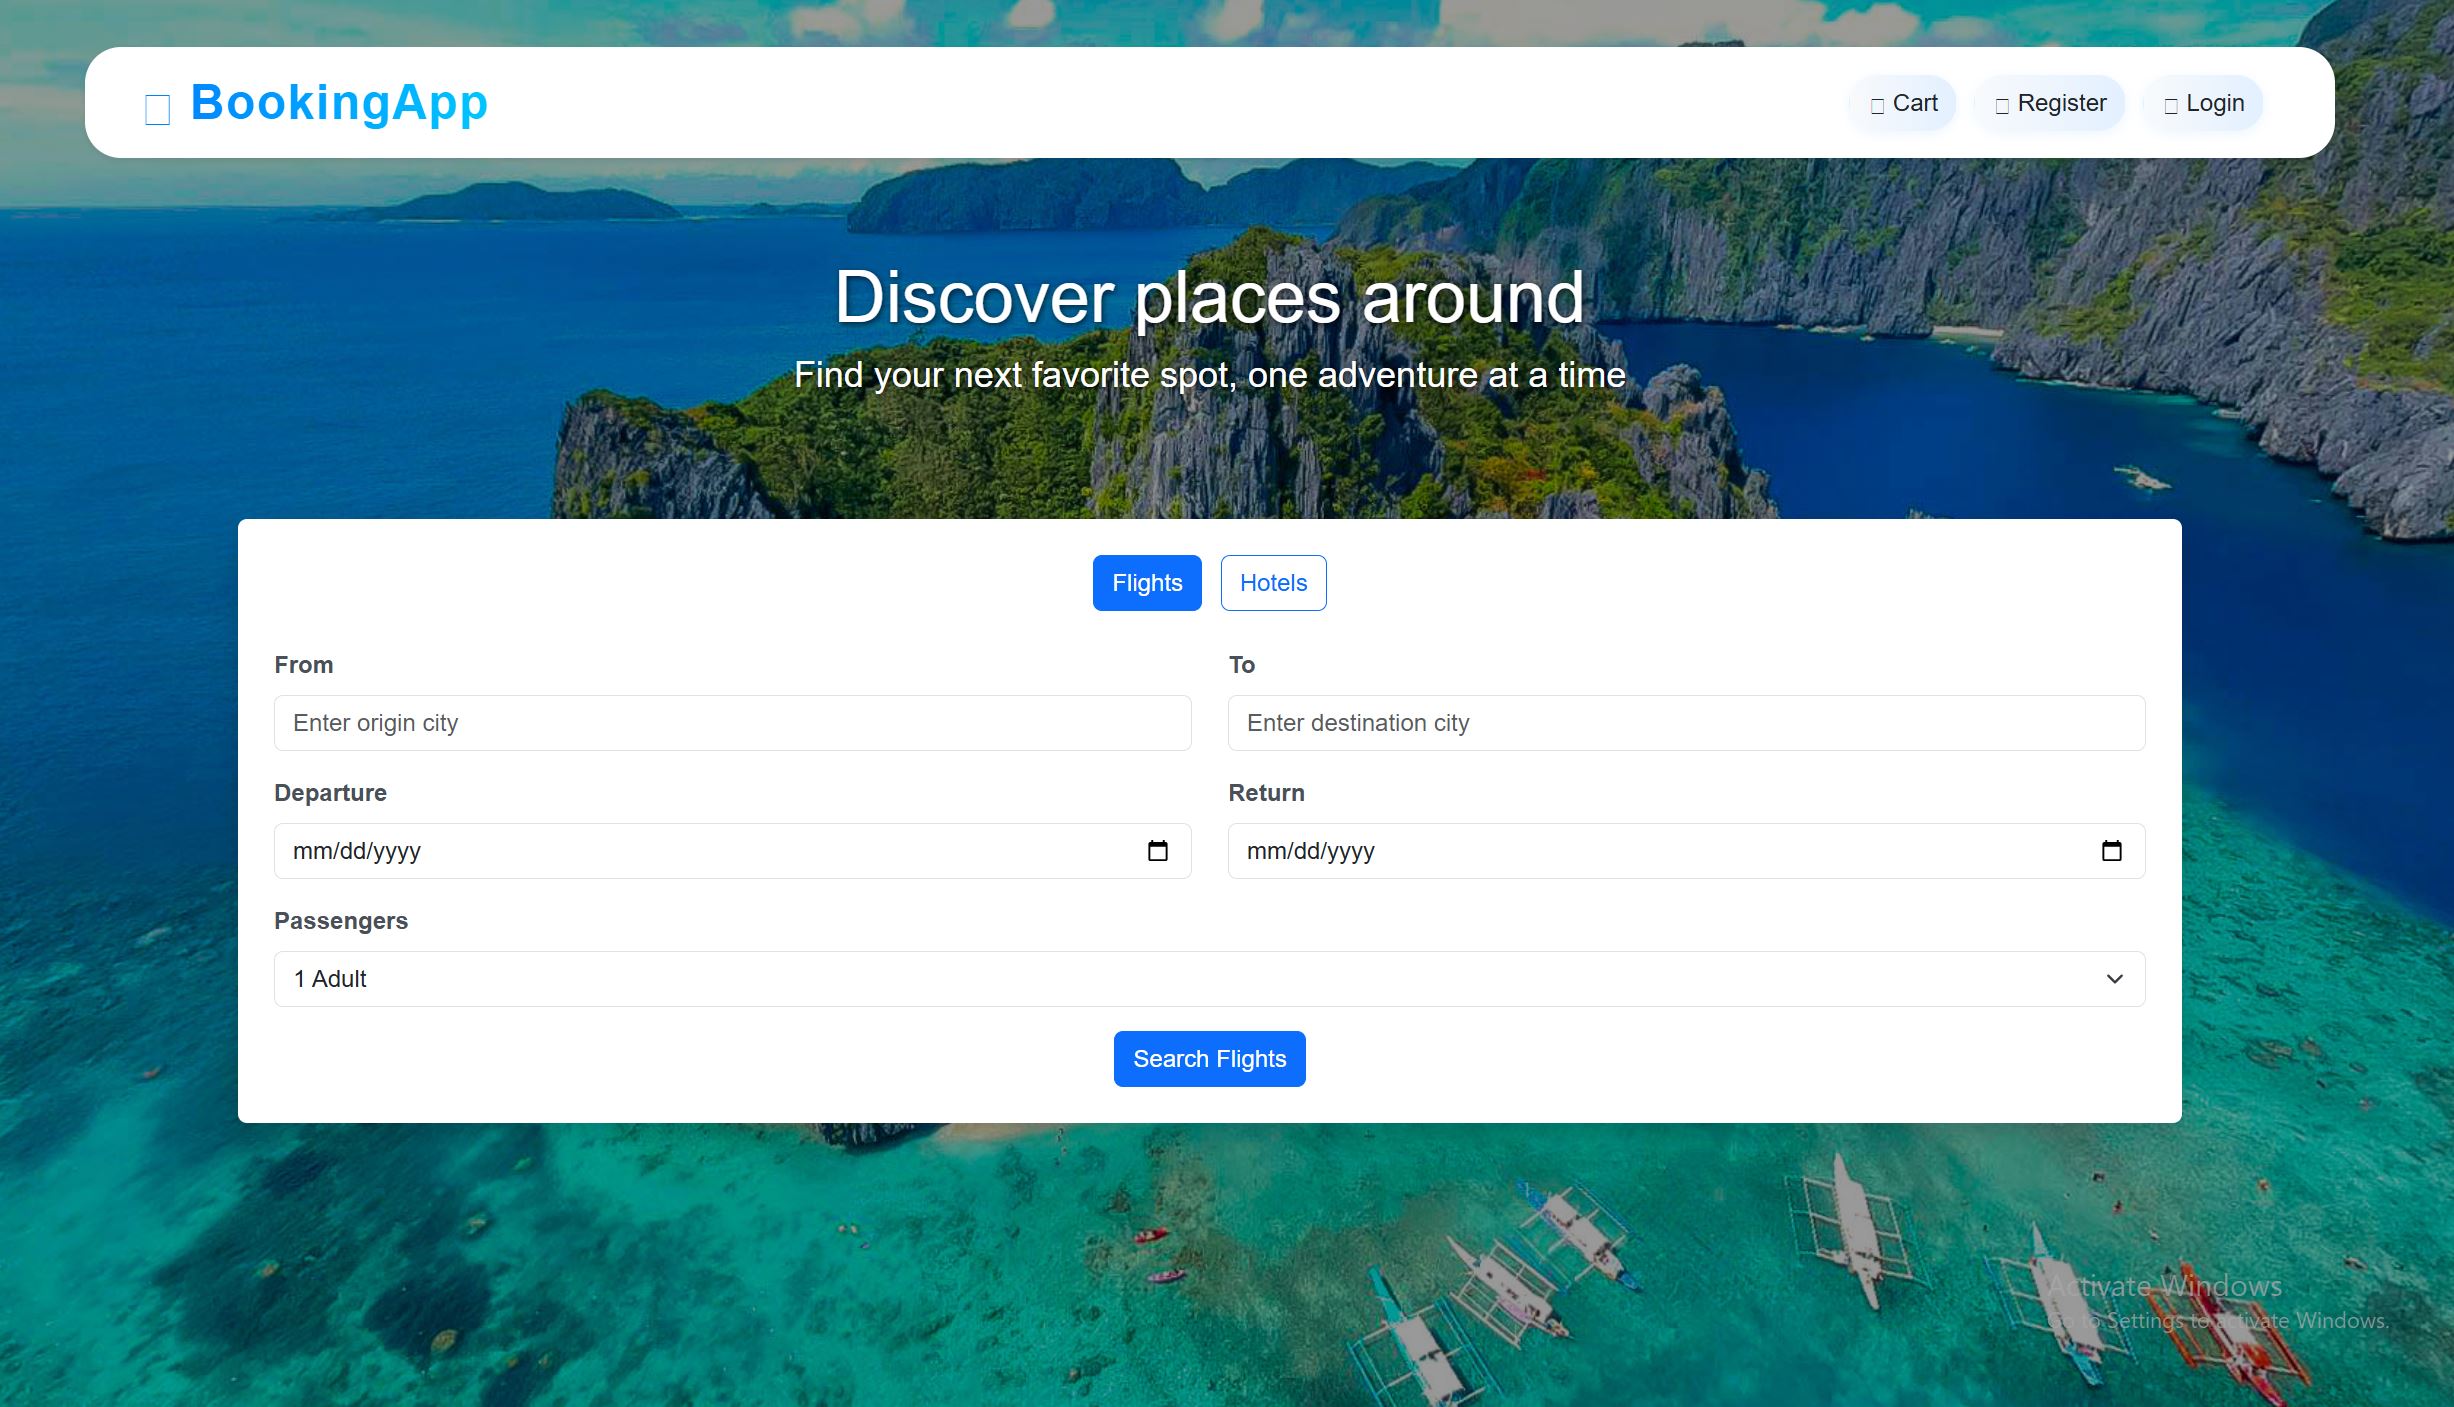 BookingApp
Cart Register Login
Discover places around
Find your next favorite spot, one adventure at a time
Flights Hotels
From To
Enter origin city Enter destination city
Departure Return
mm/dd/yyyy mm/dd/yyyy
Passengers
1 Adult
Search Flights
Activate Windows
Go to Settings to activate Windows.